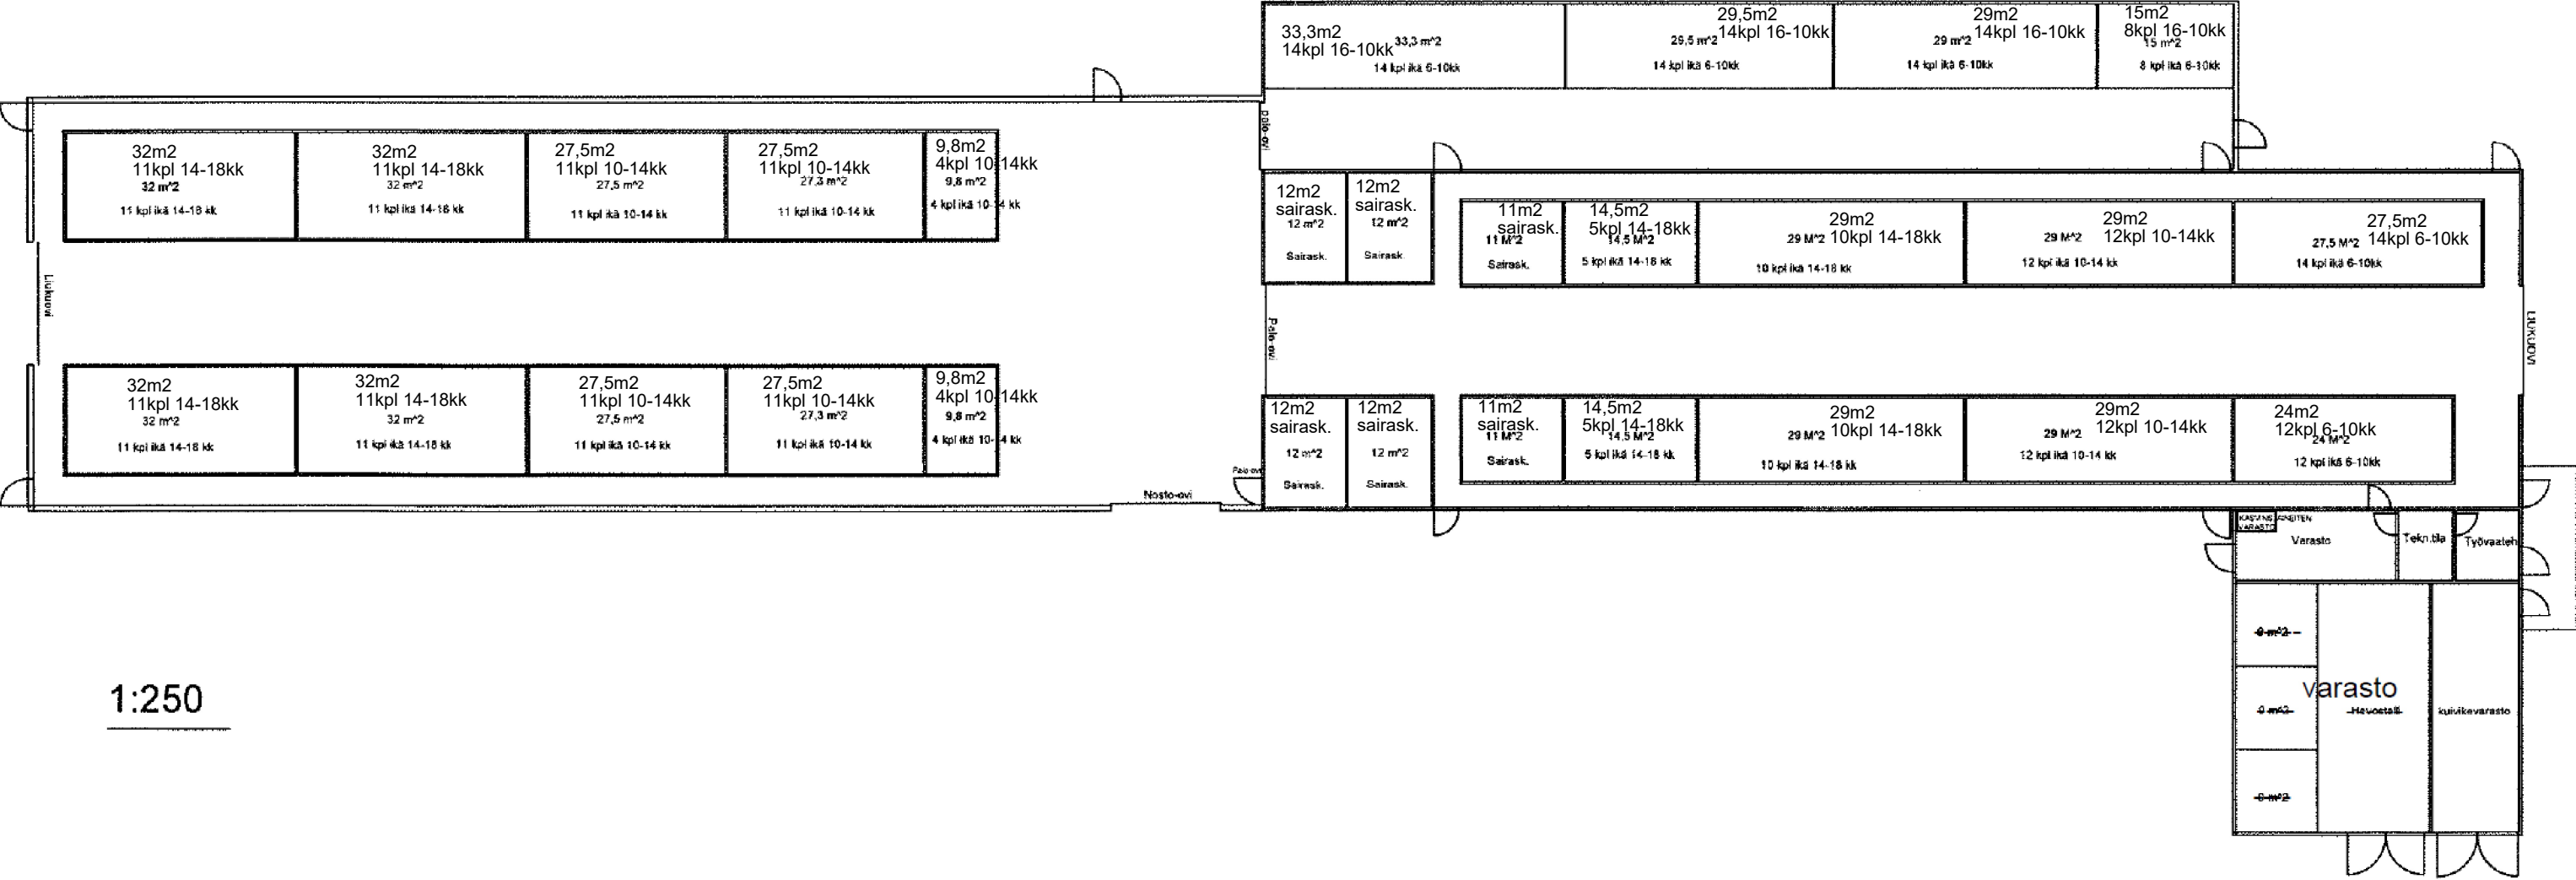 33,3m2
14kpl 16-10kk
33,3 m^2
14 kpl ikä 6-10kk
29,5m2
14kpl 16-10kk
29,5 m^2
14 kpl ikä 6-10kk
29m2
14kpl 16-10kk
29 m^2
14 kpl ikä 6-10kk
15m2
8kpl 16-10kk
15 m^2
8 kpl ikä 6-10kk
Palo-ovi
32m2
11kpl 14-18kk
32 m^2
11 kpl ikä 14-18 kk
32m2
11kpl 14-18kk
32 m^2
11 kpl ikä 14-18 kk
27,5m2
11kpl 10-14kk
27,5 m^2
11 kpl ikä 10-14 kk
27,5m2
11kpl 10-14kk
27,3 m^2
11 kpl ikä 10-14 kk
9,8m2
4kpl 10-14kk
9,8 m^2
4 kpl ikä 10-14 kk
12m2
sairask.
12 m^2
Sairask.
12m2
sairask.
12 m^2
Sairask.
11m2
sairask.
11 M^2
Sairask.
14,5m2
5kpl 14-18kk
14,5 M^2
5 kpl ikä 14-18 kk
29m2
29 M^2 10kpl 14-18kk
10 kpl ikä 14-18 kk
29m2
29 M^2 12kpl 10-14kk
12 kpl ikä 10-14 kk
27,5m2
27,5 M^2 14kpl 6-10kk
14 kpl ikä 6-10kk
Liukuovi
Palo-ovi
LIUKUOVI
32m2
11kpl 14-18kk
32 m^2
11 kpl ikä 14-18 kk
32m2
11kpl 14-18kk
32 m^2
11 kpl ikä 14-18 kk
27,5m2
11kpl 10-14kk
27,5 m^2
11 kpl ikä 10-14 kk
27,5m2
11kpl 10-14kk
27,3 m^2
11 kpl ikä 10-14 kk
9,8m2
4kpl 10-14kk
9,8 m^2
4 kpl ikä 10-14 kk
12m2
sairask.
12 m^2
Sairask.
12m2
sairask.
12 m^2
Sairask.
11m2
sairask.
11 M^2
Sairask.
14,5m2
5kpl 14-18kk
14,5 M^2
5 kpl ikä 14-18 kk
29m2
29 M^2 10kpl 14-18kk
10 kpl ikä 14-18 kk
29m2
29 M^2 12kpl 10-14kk
12 kpl ikä 10-14 kk
24m2
12kpl 6-10kk
24 M^2
12 kpl ikä 6-10kk
Palo-ovi
Nosto-ovi
VARASTO
Varasto
Tekn.tila
Työvaateh
varasto
Hevostalli
kuivikevarasto
1:250